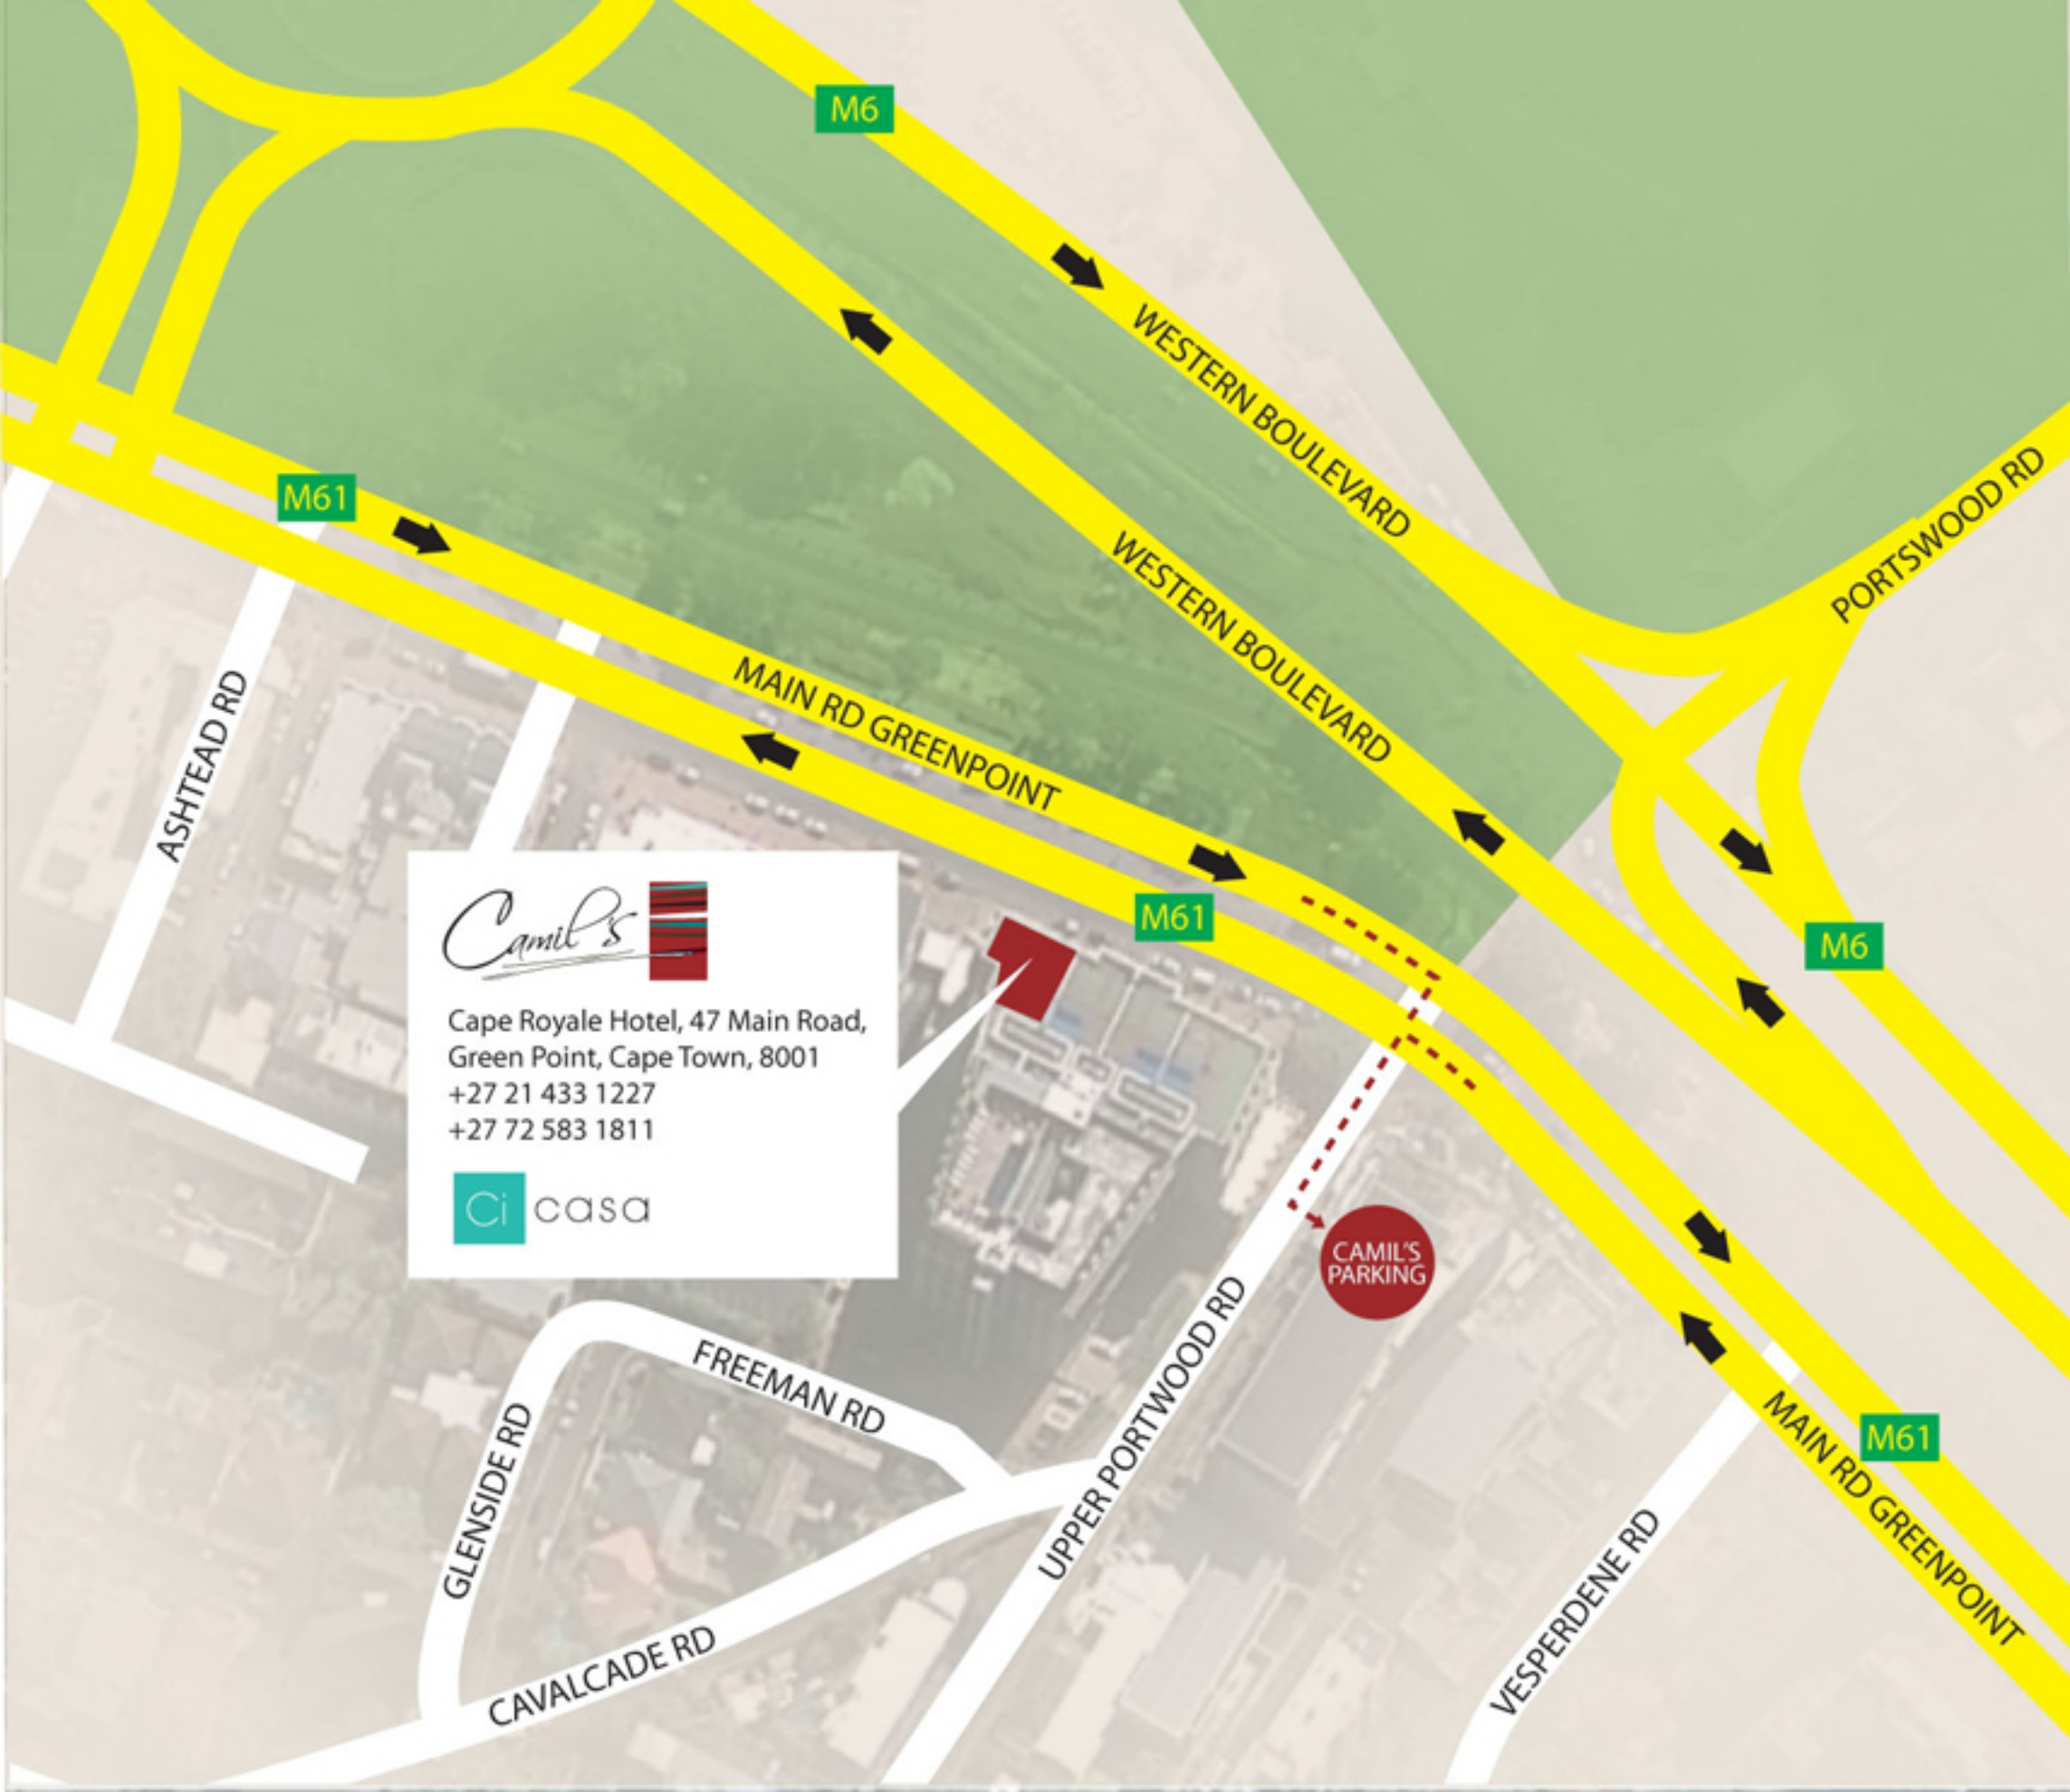 M6
WESTERN BOULEVARD
PORTSWOOD RD
M61
WESTERN BOULEVARD
MAIN RD GREENPOINT
ASHTEAD RD
M61
M6
Camil's
Cape Royale Hotel, 47 Main Road,
Green Point, Cape Town, 8001
+27 21 433 1227
+27 72 583 1811
Ci casa
CAMIL'S
PARKING
FREEMAN RD
UPPER PORTWOOD RD
GLENSIDE RD
M61
MAIN RD GREENPOINT
VESPERDENE RD
CAVALCADE RD